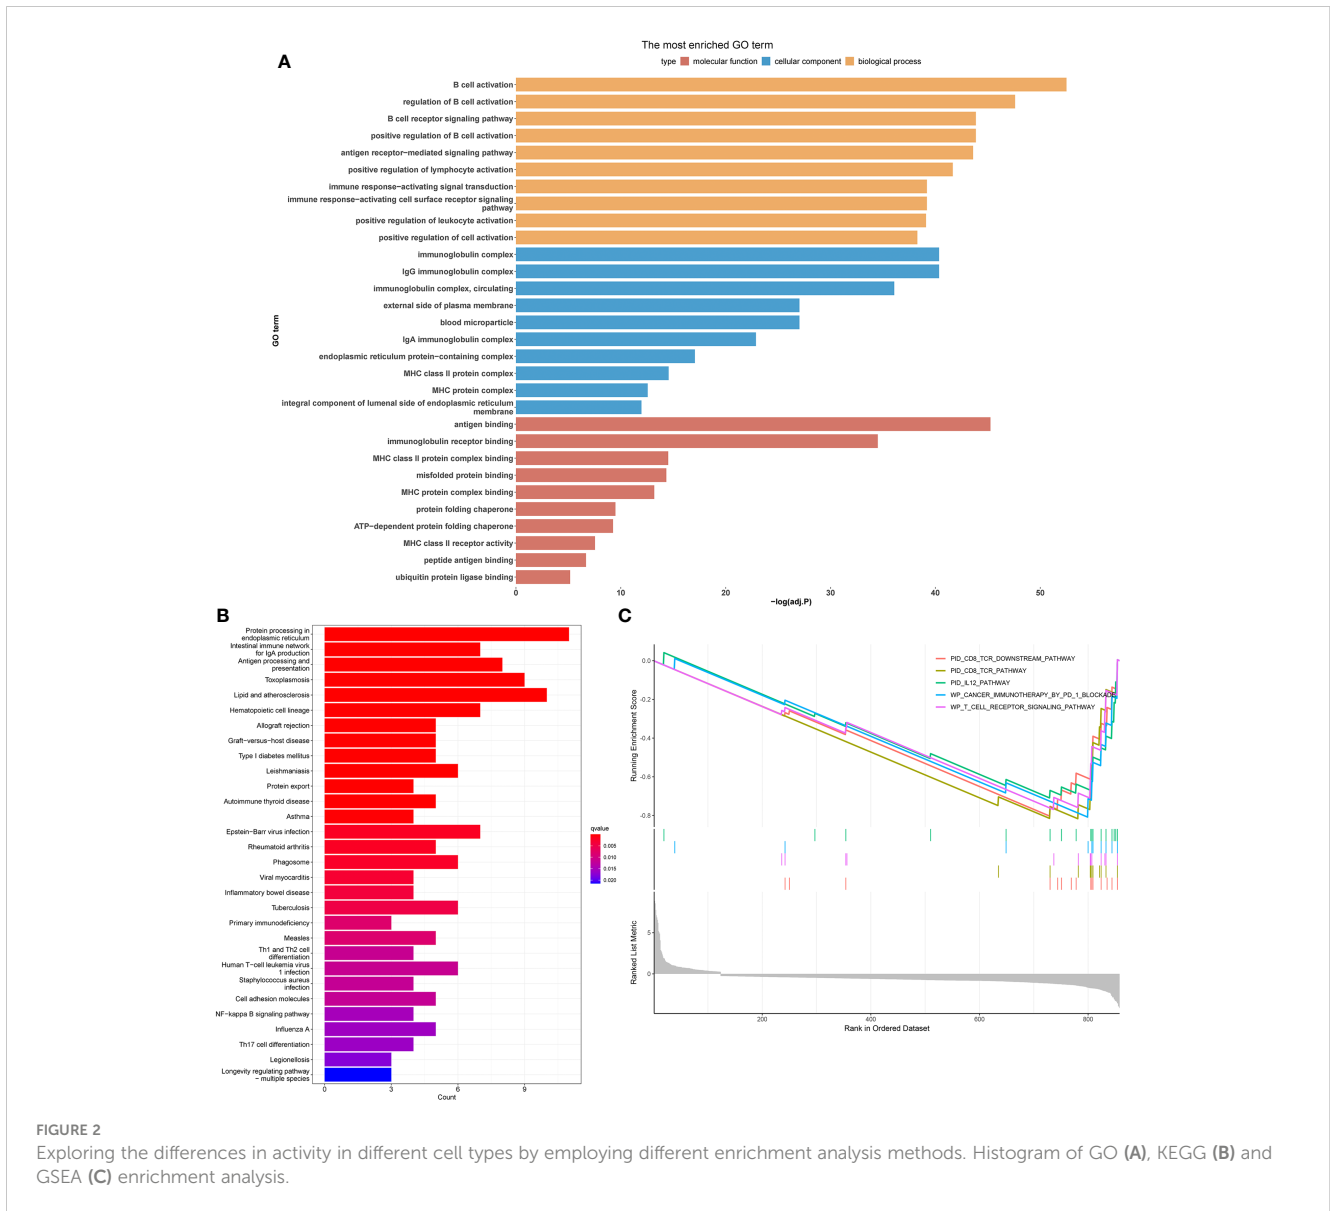 The most enriched GO term
A
type molecular function cellular component biological process
B cell activation
regulation of B cell activation
B cell receptor signaling pathway
positive regulation of B cell activation
antigen receptor−mediated signaling pathway
positive regulation of lymphocyte activation
immune response−activating signal transduction
immune response−activating cell surface receptor signaling
pathway
positive regulation of leukocyte activation
positive regulation of cell activation
immunoglobulin complex
IgG immunoglobulin complex
immunoglobulin complex, circulating
external side of plasma membrane
blood microparticle
IgA immunoglobulin complex
endoplasmic reticulum protein−containing complex
MHC class II protein complex
MHC protein complex
integral component of lumenal side of endoplasmic reticulum
membrane
antigen binding
immunoglobulin receptor binding
MHC class II protein complex binding
misfolded protein binding
MHC protein complex binding
protein folding chaperone
ATP−dependent protein folding chaperone
MHC class II receptor activity
peptide antigen binding
ubiquitin protein ligase binding
GO term
0 10 20 30 40 50
−log(adj.P)
B
Protein processing in
endoplasmic reticulum
Intestinal immune network
for IgA production
Antigen processing and
presentation
Toxoplasmosis
Lipid and atherosclerosis
Hematopoietic cell lineage
Allograft rejection
Graft−versus−host disease
Type I diabetes mellitus
Leishmaniasis
Protein export
Autoimmune thyroid disease
Asthma
Epstein−Barr virus infection
Rheumatoid arthritis
Phagosome
Viral myocarditis
Inflammatory bowel disease
Tuberculosis
Primary immunodeficiency
Measles
Th1 and Th2 cell
differentiation
Human T−cell leukemia virus
1 infection
Staphylococcus aureus
infection
Cell adhesion molecules
NF−kappa B signaling pathway
Influenza A
Th17 cell differentiation
Legionellosis
Longevity regulating pathway
− multiple species
0 3 6 9
Count
qvalue
0.005
0.010
0.015
0.020
C
PID_CD8_TCR_DOWNSTREAM_PATHWAY
PID_CD8_TCR_PATHWAY
PID_IL12_PATHWAY
WP_CANCER_IMMUNOTHERAPY_BY_PD_1_BLOCKADE
WP_T_CELL_RECEPTOR_SIGNALING_PATHWAY
Running Enrichment Score
0.0
-0.2
-0.4
-0.6
-0.8
Ranked List Metric
5
0
200 400 600 800
Rank in Ordered Dataset
FIGURE 2
Exploring the differences in activity in different cell types by employing different enrichment analysis methods. Histogram of GO (A), KEGG (B) and
GSEA (C) enrichment analysis.